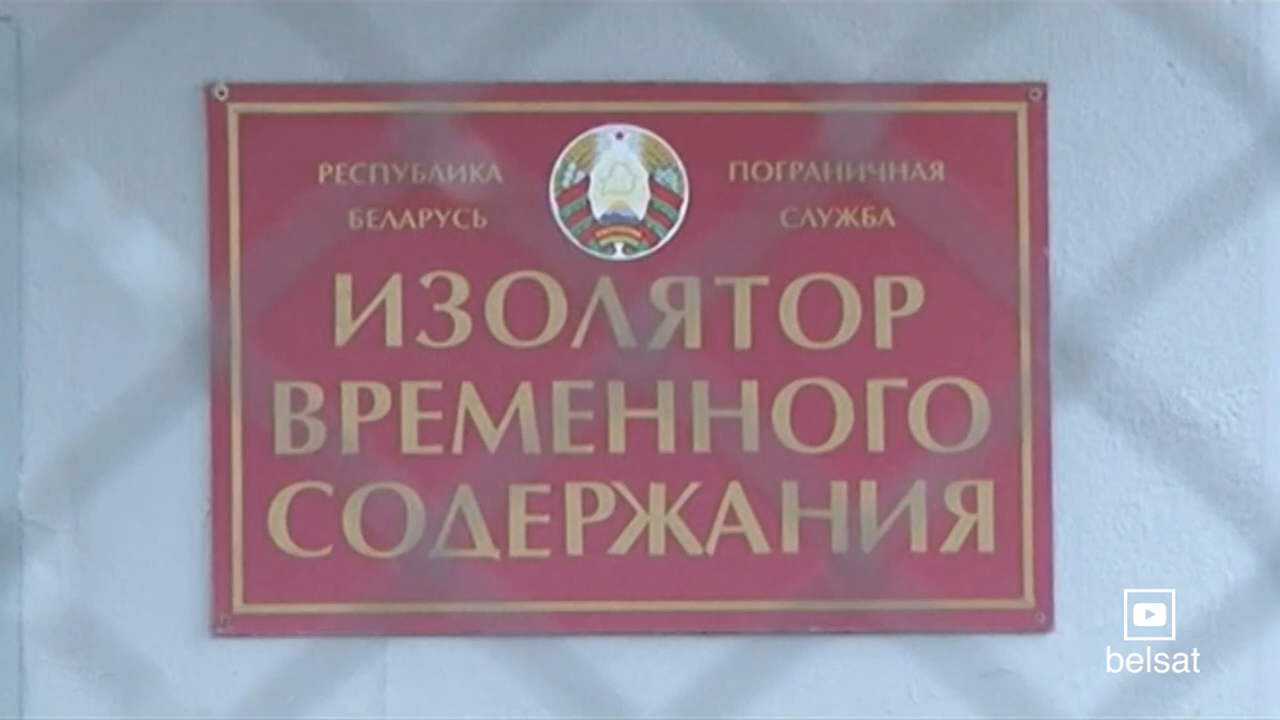 РЕСПУБЛИКА
БЕЛАРУСЬ
ПОГРАНИЧНАЯ
СЛУЖБА
ИЗОЛЯТОР
ВРЕМЕННОГО
СОДЕРЖАНИЯ
belsat